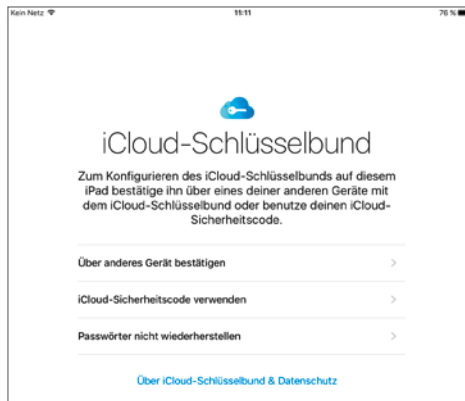 Kein Netz 11:11 76 %
iCloud-Schlüsselbund
Zum Konfigurieren des iCloud-Schlüsselbunds auf diesem
iPad bestätige ihn über eines deiner anderen Geräte mit
dem iCloud-Schlüsselbund oder benutze deinen iCloud-
Sicherheitscode.
Über anderes Gerät bestätigen
iCloud-Sicherheitscode verwenden
Passwörter nicht wiederherstellen
Über iCloud-Schlüsselbund & Datenschutz